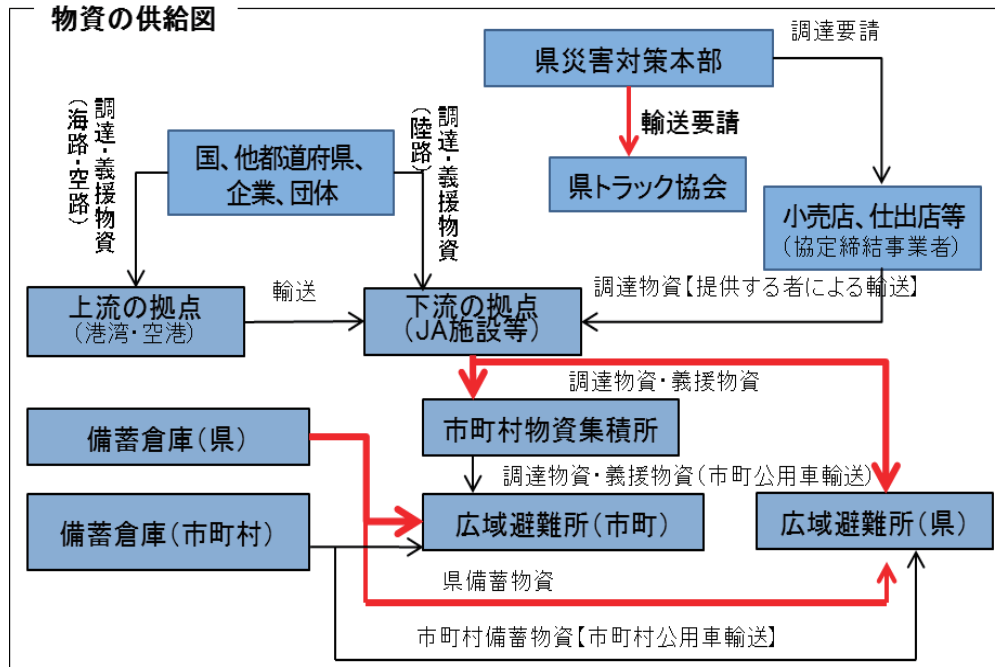 物資の供給図
調達要請
県災害対策本部
調達・義援物資
（海路・空路）
調達・義援物資
（陸路）
輸送要請
国、他都道府県、
企業、団体
県トラック協会
小売店、仕出店等
（協定締結事業者）
上流の拠点
（港湾・空港）
輸送
下流の拠点
（JA施設等）
調達物資【提供する者による輸送】
調達物資・義援物資
備蓄倉庫（県）
市町村物資集積所
調達物資・義援物資（市町公用車輸送）
備蓄倉庫（市町村）
広域避難所（市町）
広域避難所（県）
県備蓄物資
市町村備蓄物資【市町村公用車輸送】